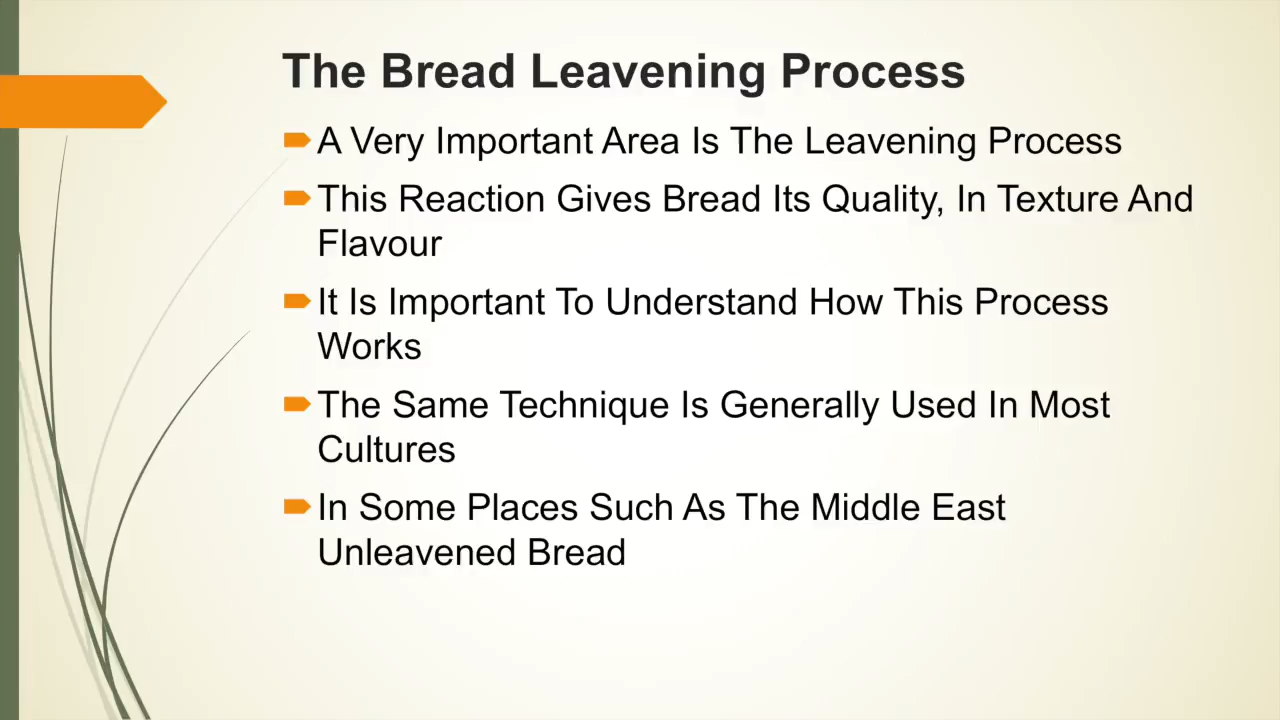 The Bread Leavening Process
A Very Important Area Is The Leavening Process
This Reaction Gives Bread Its Quality, In Texture And
Flavour
It Is Important To Understand How This Process
Works
The Same Technique Is Generally Used In Most
Cultures
In Some Places Such As The Middle East
Unleavened Bread